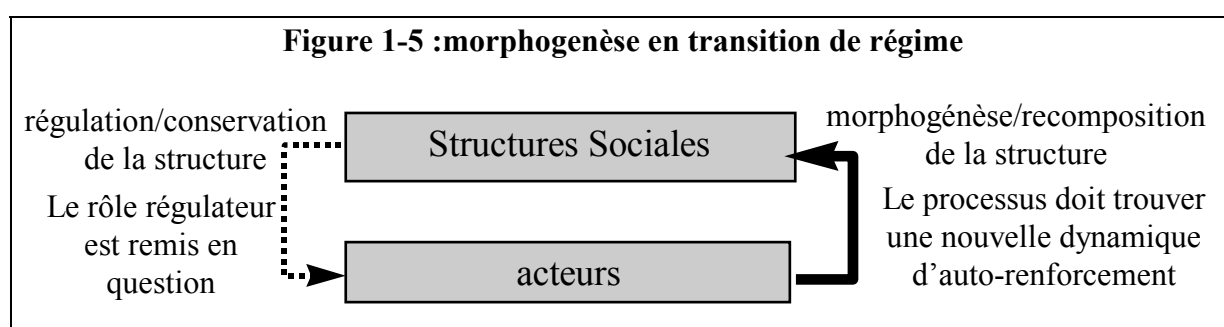 Figure 1-5 :morphogenèse en transition de régime
régulation/conservation
de la structure
Le rôle régulateur
est remis en
question
Structures Sociales
acteurs
morphogénèse/recomposition
de la structure
Le processus doit trouver
une nouvelle dynamique
d’auto-renforcement